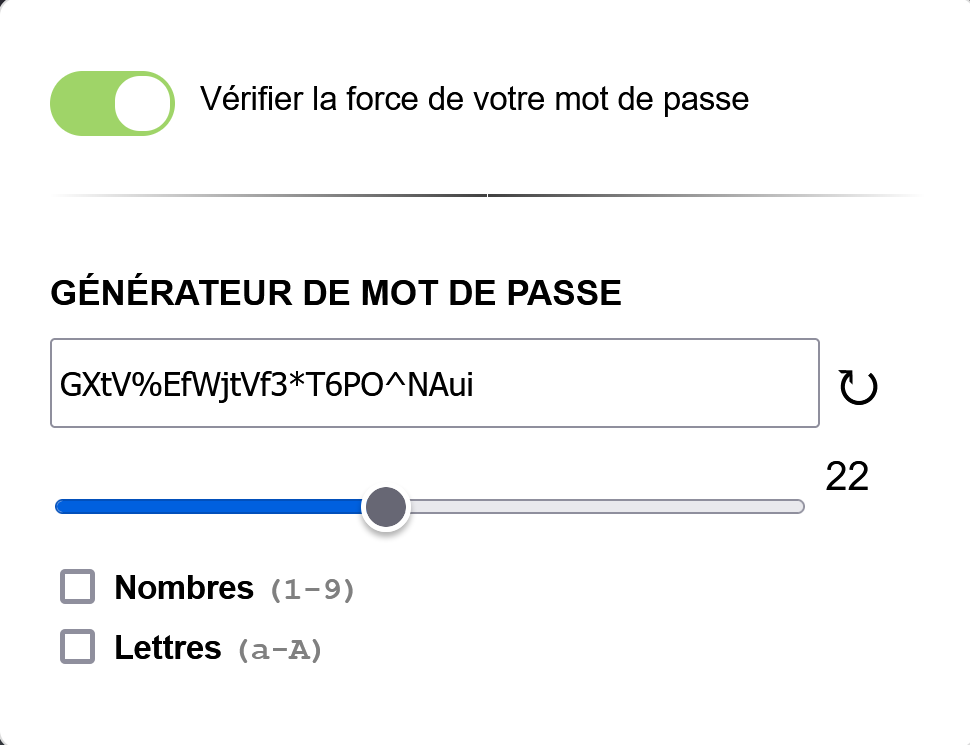 Vérifier la force de votre mot de passe
GÉNÉRATEUR DE MOT DE PASSE
GXtV%EfWjtVf3*T6PO^NAui
22
Nombres (1-9)
Lettres (a-A)